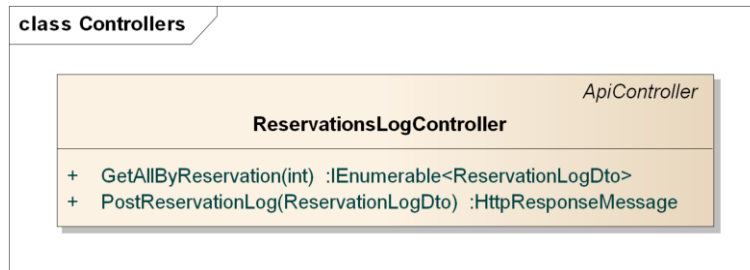 class Controllers
ApiController
ReservationsLogController
+ GetAllByReservation(int) :IEnumerable<ReservationLogDto>
+ PostReservationLog(ReservationLogDto) :HttpResponseMessage